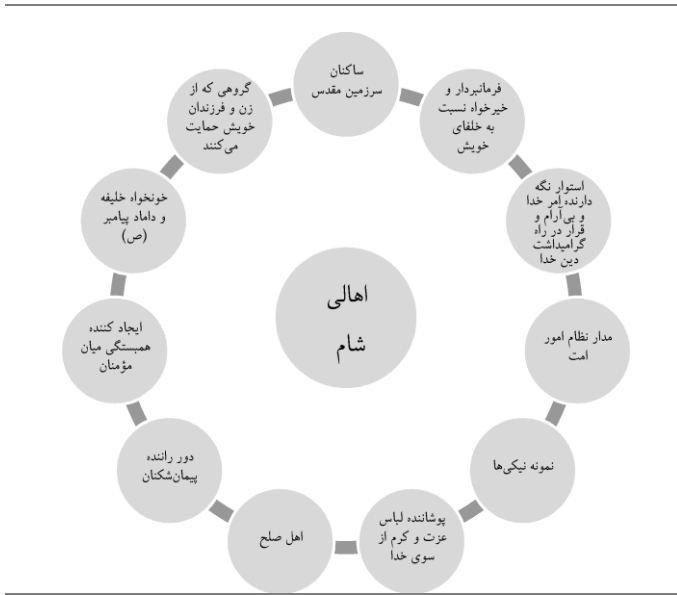 ساکنان
سرزمین مقدس
فرمانبردار و
خیرخواه نسبت
به خلفای
خویش
استوار نگه
دارنده امر خدا
و بی‌آرام و
قرار در راه
گرامیداشت
دین خدا
مدار نظام امور
امت
نمونه نیکی‌ها
پوشاننده لباس
عزت و کرم از
سوی خدا
اهل صلح
دور راننده
پیمان‌شکنان
ایجاد کننده
همبستگی میان
مؤمنان
خونخواه خلیفه
و داماد پیامبر
(ص)
گروهی که از
زن و فرزندان
خویش حمایت
می‌کنند
اهالی
شام